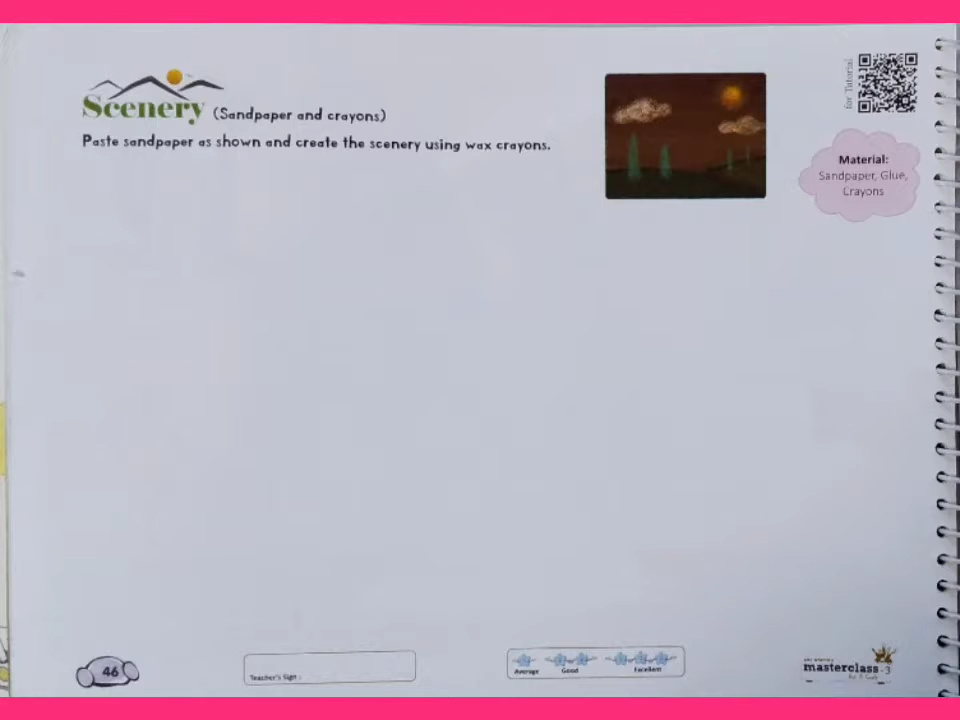 Scenery (Sandpaper and crayons)
Paste sandpaper as shown and create the scenery using wax crayons.
for Tutorial
Material:
Sandpaper, Glue,
Crayons
46
Teacher's Sign :
Average Good Excellent
masterclass-3